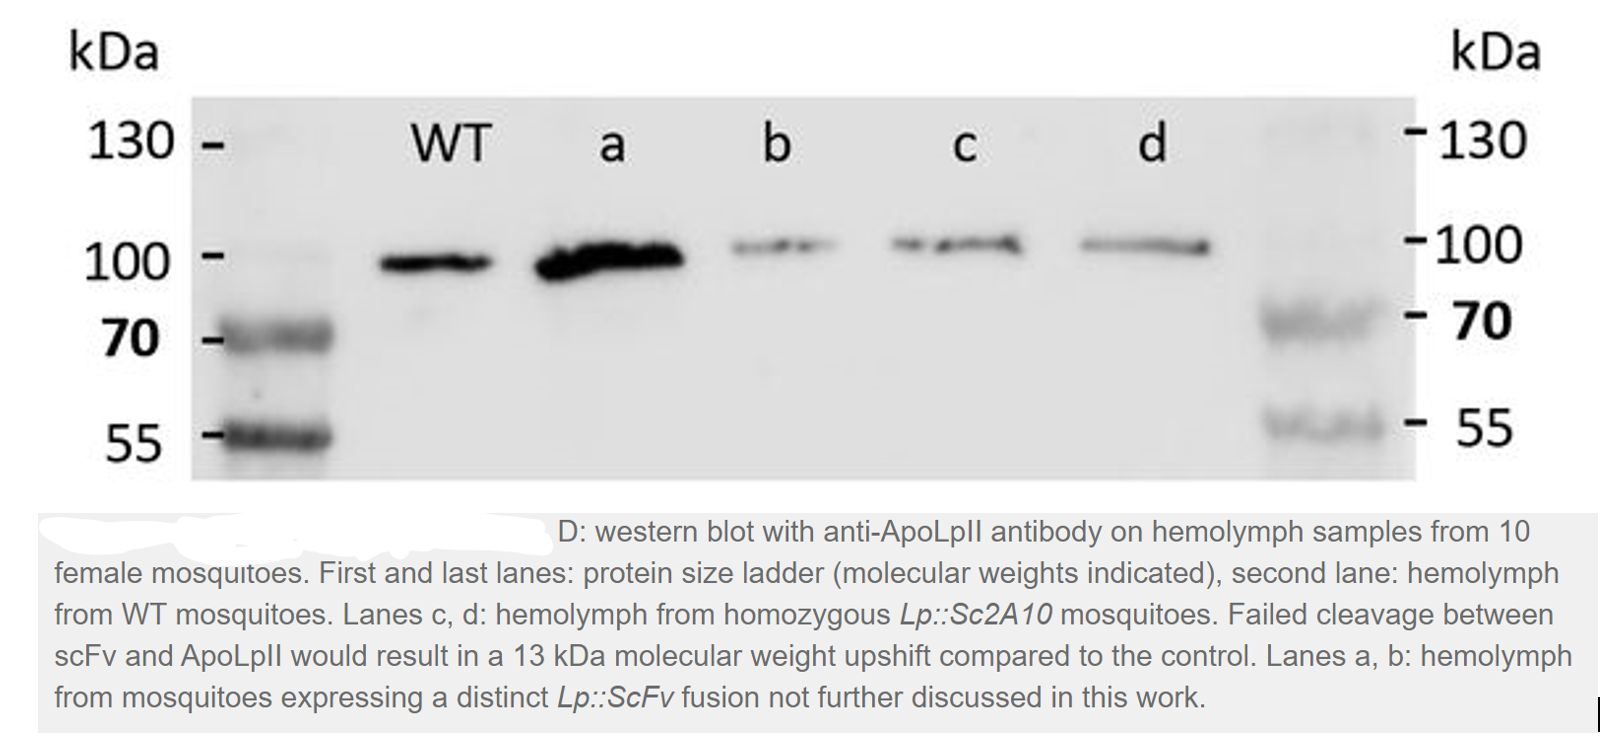 kDa kDa
130 - WT a b c d - 130
100 - - 100
70 - - 70
55 - - 55
D: western blot with anti-ApoLpII antibody on hemolymph samples from 10
female mosquitoes. First and last lanes: protein size ladder (molecular weights indicated), second lane: hemolymph
from WT mosquitoes. Lanes c, d: hemolymph from homozygous Lp::Sc2A10 mosquitoes. Failed cleavage between
scFv and ApoLpII would result in a 13 kDa molecular weight upshift compared to the control. Lanes a, b: hemolymph
from mosquitoes expressing a distinct Lp::ScFv fusion not further discussed in this work.